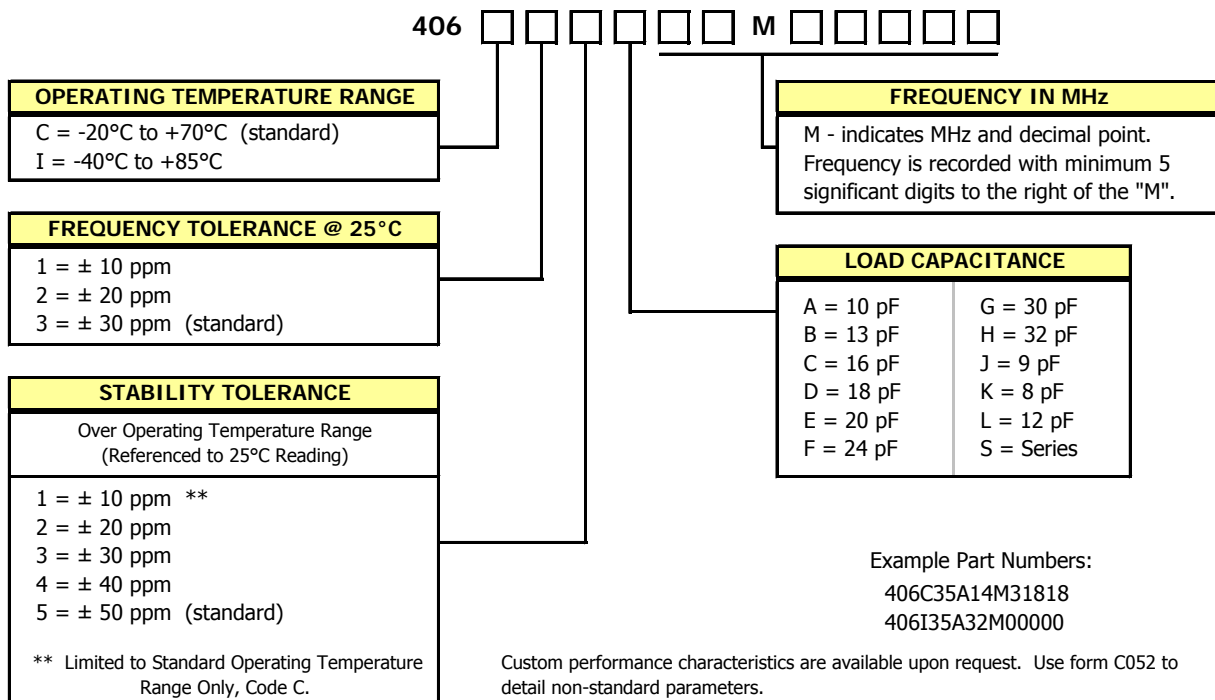 406 M
OPERATING TEMPERATURE RANGE
C = -20°C to +70°C (standard)
I = -40°C to +85°C
FREQUENCY TOLERANCE @ 25°C
1 = ± 10 ppm
2 = ± 20 ppm
3 = ± 30 ppm (standard)
STABILITY TOLERANCE
Over Operating Temperature Range
(Referenced to 25°C Reading)
1 = ± 10 ppm **
2 = ± 20 ppm
3 = ± 30 ppm
4 = ± 40 ppm
5 = ± 50 ppm (standard)
** Limited to Standard Operating Temperature
Range Only, Code C.
FREQUENCY IN MHz
M - indicates MHz and decimal point.
Frequency is recorded with minimum 5
significant digits to the right of the "M".
LOAD CAPACITANCE
A = 10 pF
B = 13 pF
C = 16 pF
D = 18 pF
E = 20 pF
F = 24 pF
G = 30 pF
H = 32 pF
J = 9 pF
K = 8 pF
L = 12 pF
S = Series
Example Part Numbers:
406C35A14M31818
406I35A32M00000
Custom performance characteristics are available upon request. Use form C052 to
detail non-standard parameters.